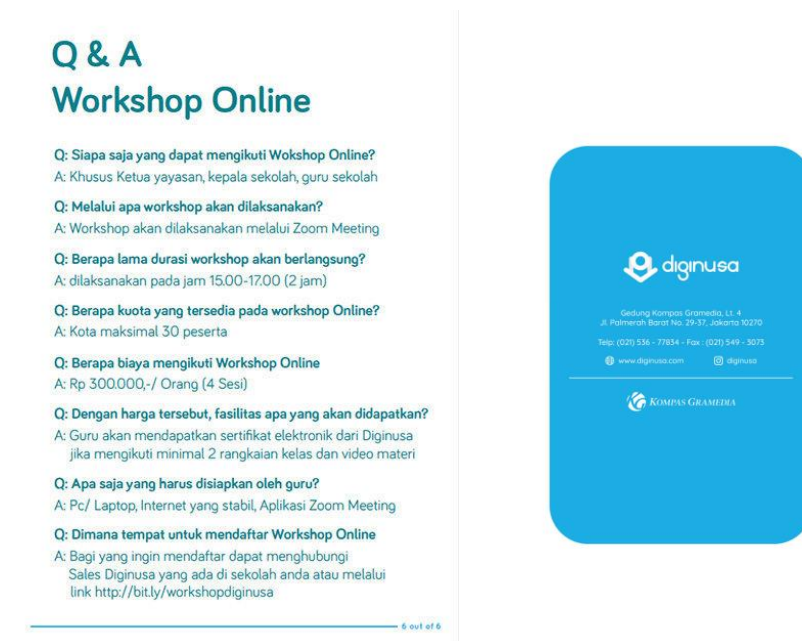 Q & A
Workshop Online
Q: Siapa saja yang dapat mengikuti Wokshop Online?
A: Khusus Ketua yayasan, kepala sekolah, guru sekolah
Q: Melalui apa workshop akan dilaksanakan?
A: Workshop akan dilaksanakan melalui Zoom Meeting
Q: Berapa lama durasi workshop akan berlangsung?
A: dilaksanakan pada jam 15.00-17.00 (2 jam)
Q: Berapa kuota yang tersedia pada workshop Online?
A: Kota maksimal 30 peserta
Q: Berapa biaya mengikuti Workshop Online
A: Rp 300.000,-/ Orang (4 Sesi)
Q: Dengan harga tersebut, fasilitas apa yang akan didapatkan?
A: Guru akan mendapatkan sertifikat elektronik dari Diginusa
jika mengikuti minimal 2 rangkaian kelas dan video materi
Q: Apa saja yang harus disiapkan oleh guru?
A: Pc/ Laptop, Internet yang stabil, Aplikasi Zoom Meeting
Q: Dimana tempat untuk mendaftar Workshop Online
A: Bagi yang ingin mendaftar dapat menghubungi
Sales Diginusa yang ada di sekolah anda atau melalui
link http://bit.ly/workshopdiginusa
6 out of 6
diginusa
Gedung Kompas Gramedia, Lt. 4
Jl. Palmerah Barat No. 29-37, Jakarta 10270
Telp: (021) 536 - 77834 - Fax : (021) 549 - 3073
www.diginusa.com diginusa
KOMPAS GRAMEDIA